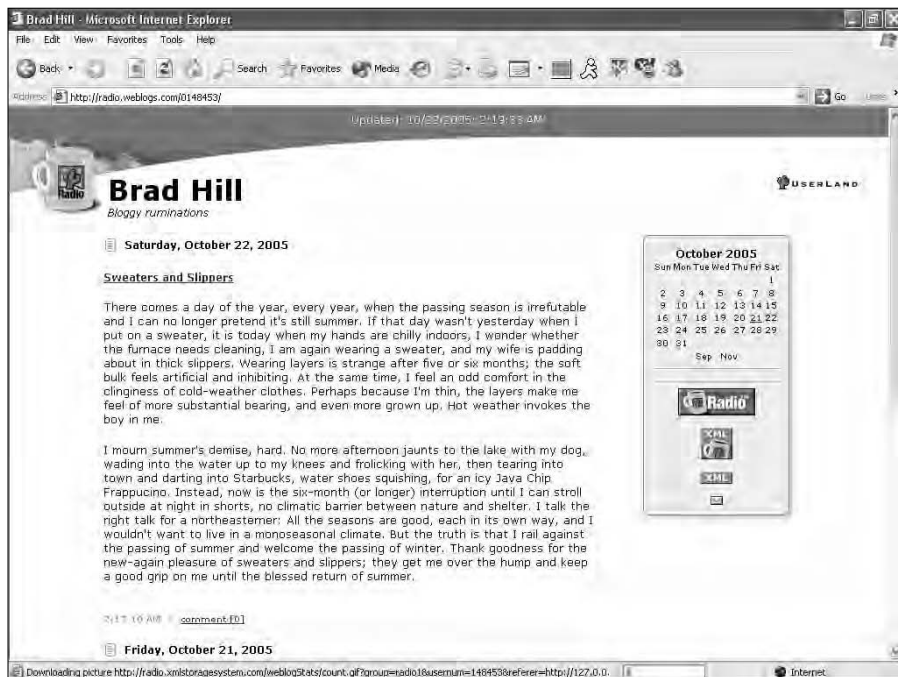 Brad Hill - Microsoft Internet Explorer
File Edit View Favorites Tools Help
Back Search Favorites Media
Address http://radio.weblogs.com/0148453/ Go Links
Updated: 10/22/2005; 2:19:33 AM.
Radio
Brad Hill
USERLAND
Bloggy ruminations
Saturday, October 22, 2005
Sweaters and Slippers
There comes a day of the year, every year, when the passing season is irrefutable
and I can no longer pretend it's still summer. If that day wasn't yesterday when I
put on a sweater, it is today when my hands are chilly indoors, I wonder whether
the furnace needs cleaning, I am again wearing a sweater, and my wife is padding
about in thick slippers. Wearing layers is strange after five or six months; the soft
bulk feels artificial and inhibiting. At the same time, I feel an odd comfort in the
clinginess of cold-weather clothes. Perhaps because I'm thin, the layers make me
feel of more substantial bearing, and even more grown up. Hot weather invokes the
boy in me.
I mourn summer's demise, hard. No more afternoon jaunts to the lake with my dog,
wading into the water up to my knees and frolicking with her, then tearing into
town and darting into Starbucks, water shoes squishing, for an icy Java Chip
Frappucino. Instead, now is the six-month (or longer) interruption until I can stroll
outside at night in shorts, no climatic barrier between nature and shelter. I talk the
right talk for a northeasterner: All the seasons are good, each in its own way, and I
wouldn't want to live in a monoseasonal climate. But the truth is that I rail against
the passing of summer and welcome the passing of winter. Thank goodness for the
new-again pleasure of sweaters and slippers; they get me over the hump and keep
a good grip on me until the blessed return of summer.
2:17:10 AM comment [0]
Friday, October 21, 2005
October 2005
Sun Mon Tue Wed Thu Fri Sat
1
2 3 4 5 6 7 8
9 10 11 12 13 14 15
16 17 18 19 20 21 22
23 24 25 26 27 28 29
30 31
Sep Nov
Radio
XML
XML
Downloading picture http://radio.xmlstoragesystem.com/weblogStats/count.gif?group=radio1&usernum=148453&referer=http://127.0.0. Internet